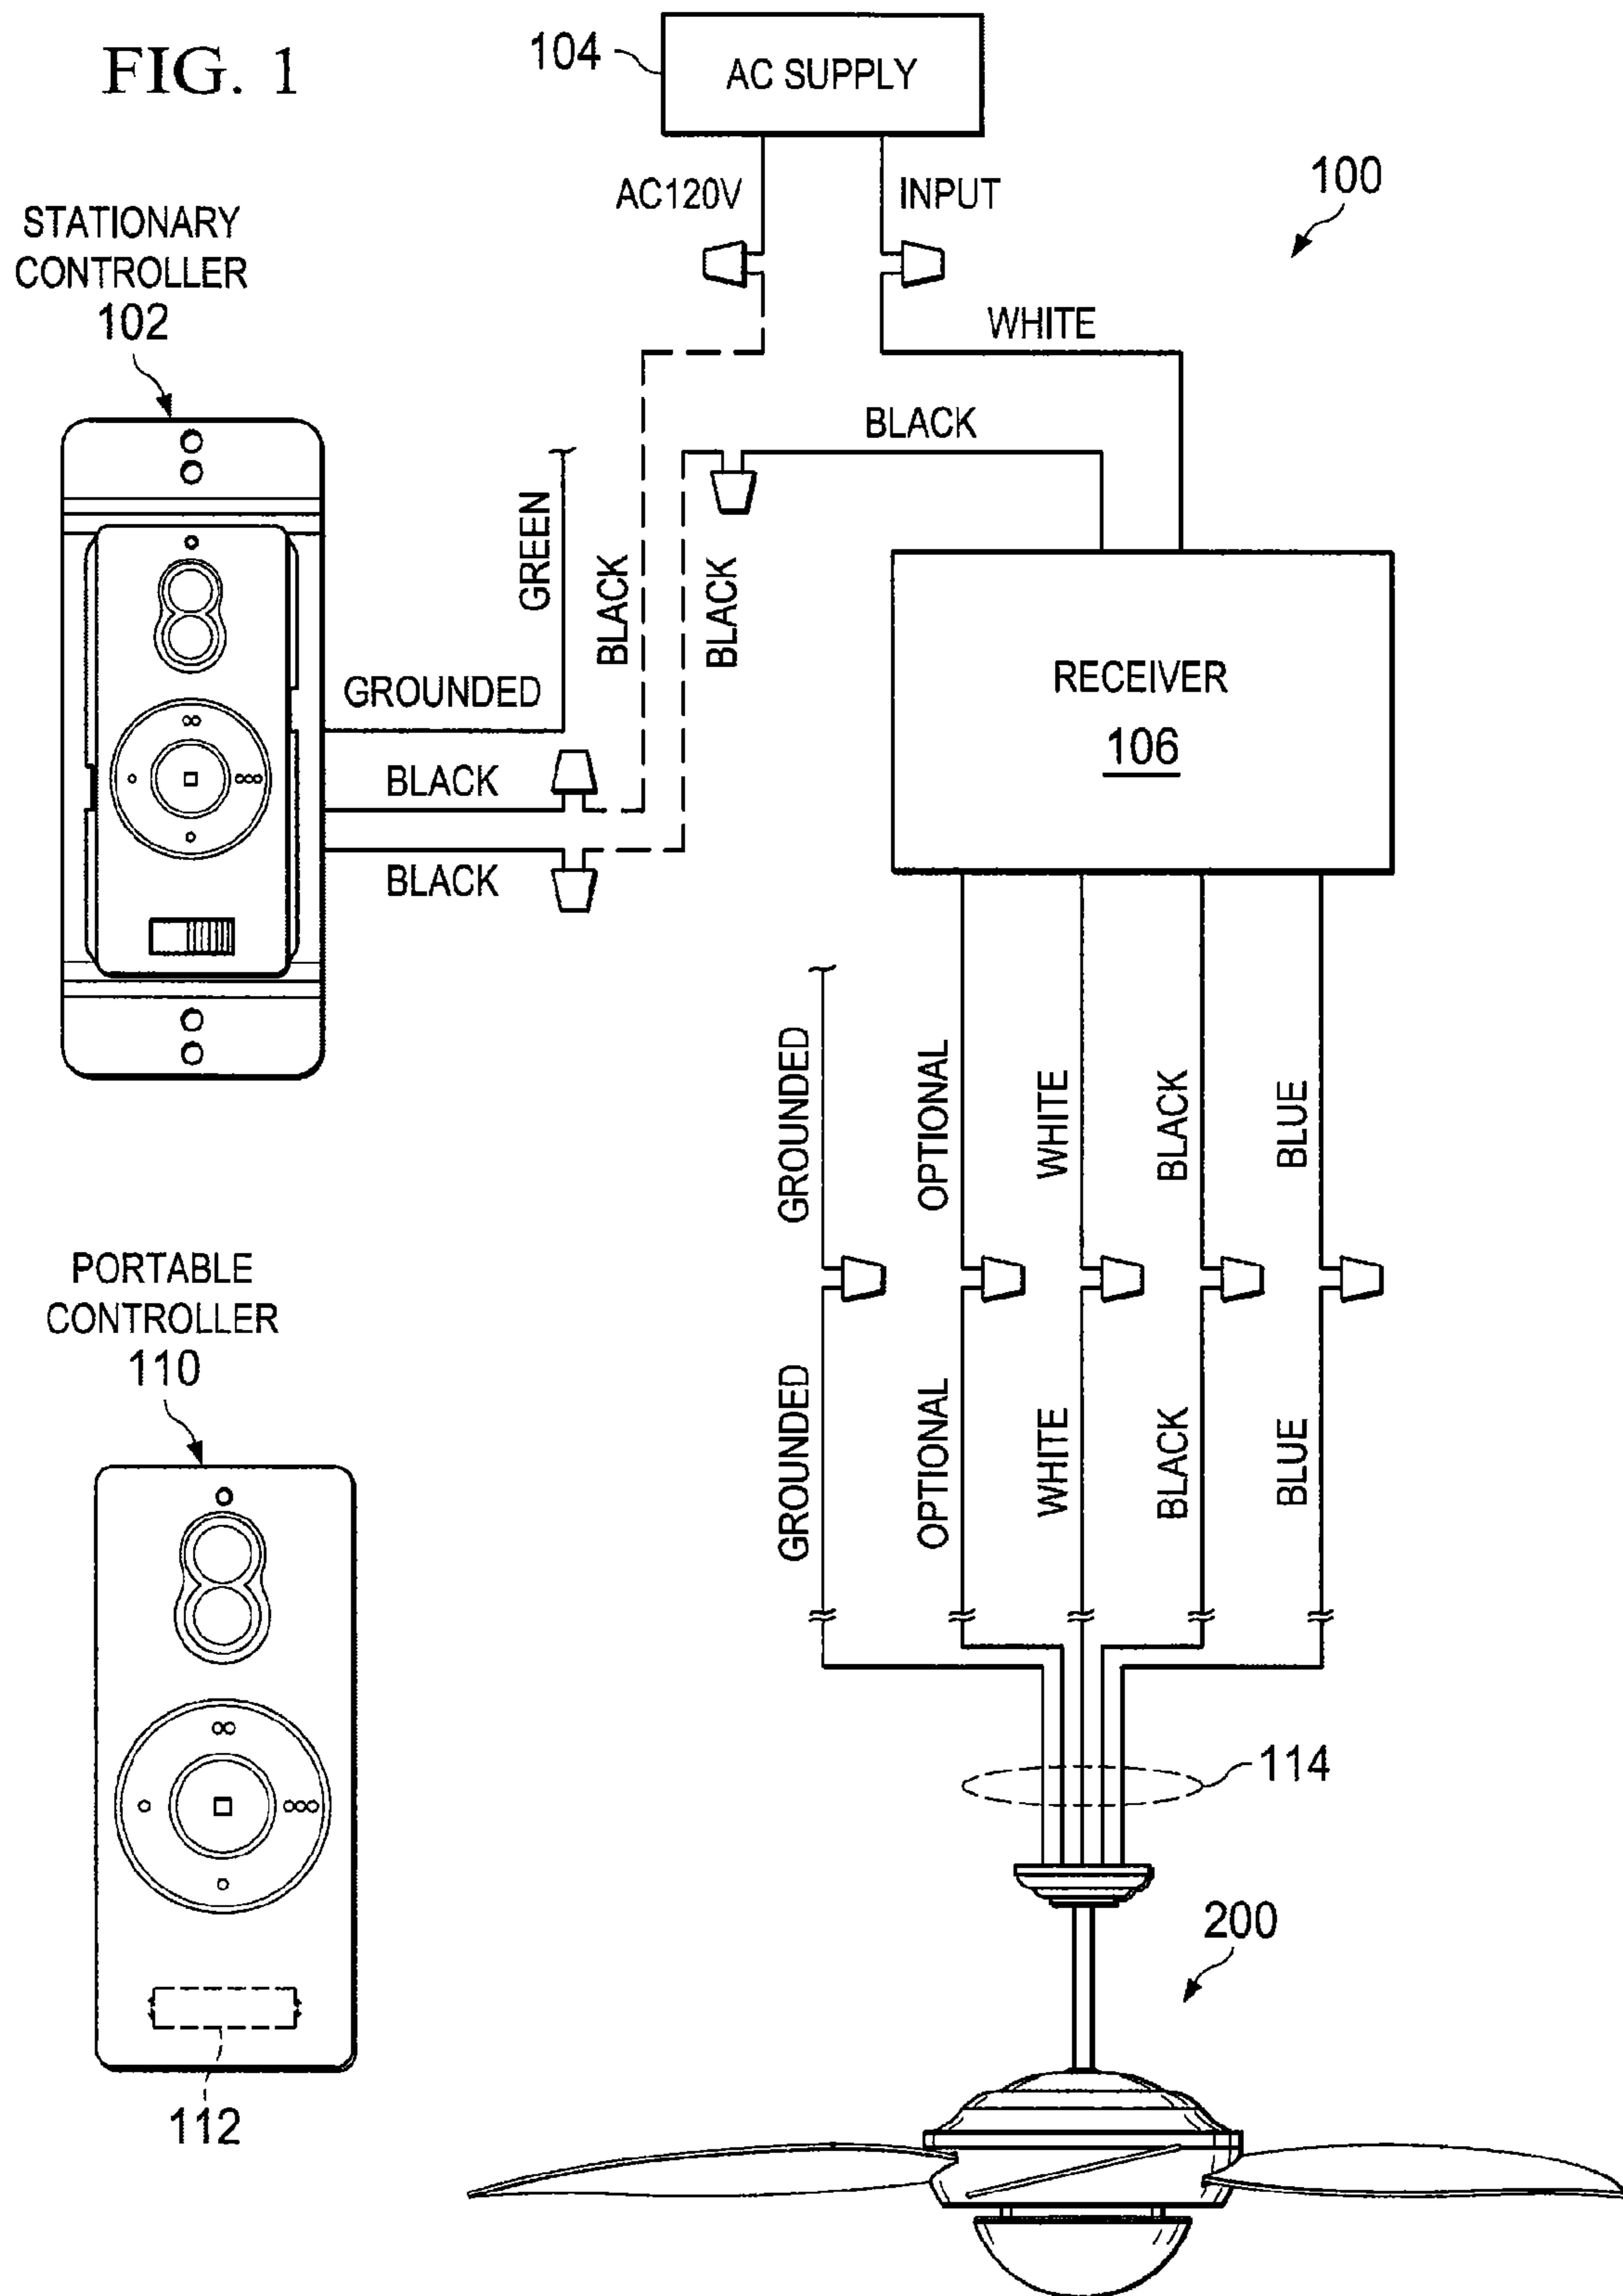 FIG. 1
104
AC SUPPLY
AC120V
INPUT
100
STATIONARY
CONTROLLER
102
WHITE
BLACK
GREEN
BLACK
BLACK
GROUNDED
BLACK
BLACK
RECEIVER
106
GROUNDED
OPTIONAL
WHITE
BLACK
BLUE
PORTABLE
CONTROLLER
110
GROUNDED
OPTIONAL
WHITE
BLACK
BLUE
114
200
112